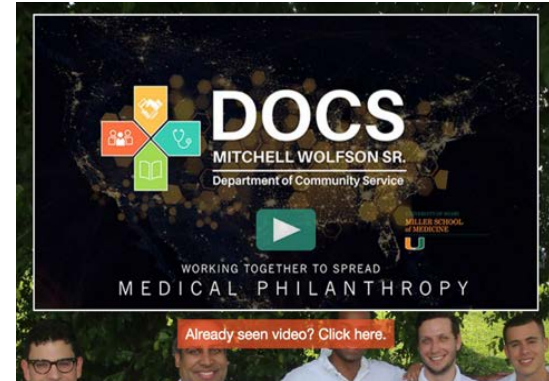 DOCS
MITCHELL WOLFSON SR.
Department of Community Service
UNIVERSITY OF MIAMI
MILLER SCHOOL
of MEDICINE
WORKING TOGETHER TO SPREAD
MEDICAL PHILANTHROPY
Already seen video? Click here.